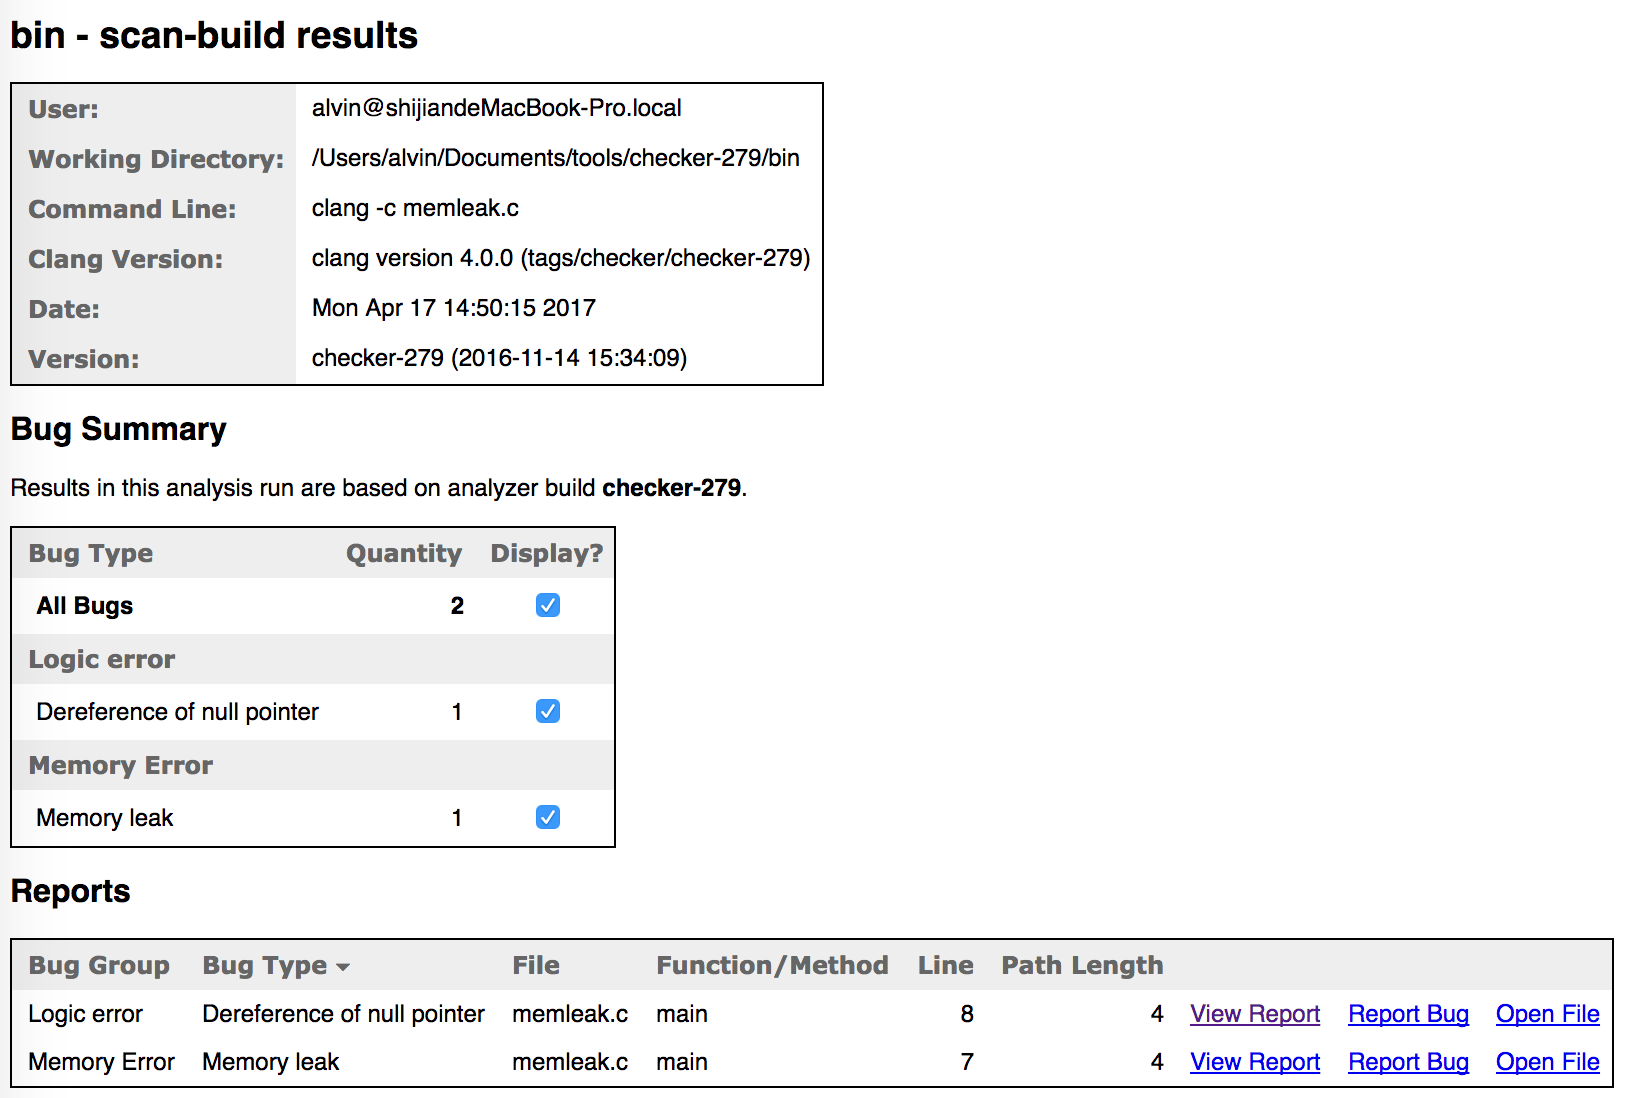 bin - scan-build results
User: alvin@shijiandeMacBook-Pro.local
Working Directory: /Users/alvin/Documents/tools/checker-279/bin
Command Line: clang -c memleak.c
Clang Version: clang version 4.0.0 (tags/checker/checker-279)
Date: Mon Apr 17 14:50:15 2017
Version: checker-279 (2016-11-14 15:34:09)
Bug Summary
Results in this analysis run are based on analyzer build checker-279.
Bug Type Quantity Display?
All Bugs 2
Logic error
Dereference of null pointer 1
Memory Error
Memory leak 1
Reports
Bug Group Bug Type File Function/Method Line Path Length
Logic error Dereference of null pointer memleak.c main 8 4 View Report Report Bug Open File
Memory Error Memory leak memleak.c main 7 4 View Report Report Bug Open File